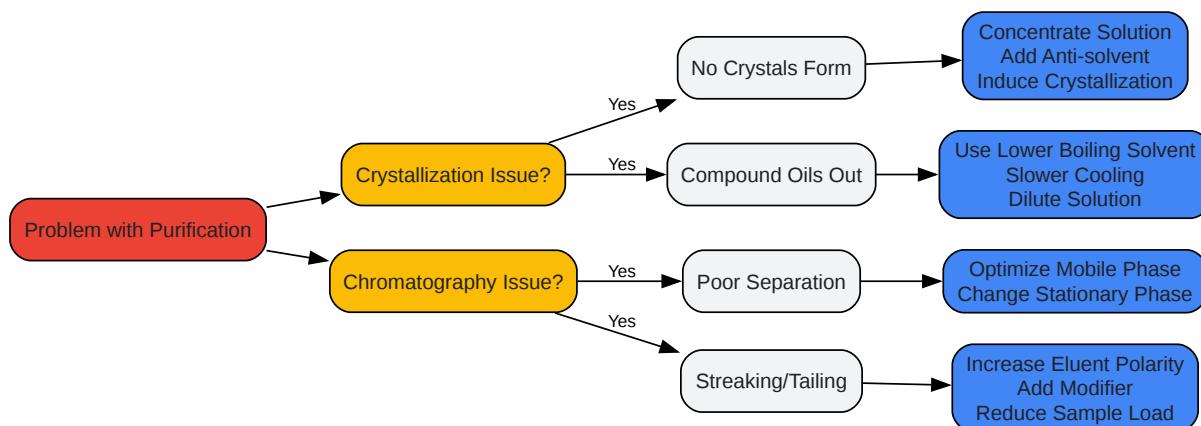 Problem with Purification
Crystallization Issue?
Chromatography Issue?
Yes
Yes
Yes
Yes
No Crystals Form
Compound Oils Out
Poor Separation
Streaking/Tailing
Concentrate Solution
Add Anti-solvent
Induce Crystallization
Use Lower Boiling Solvent
Slower Cooling
Dilute Solution
Optimize Mobile Phase
Change Stationary Phase
Increase Eluent Polarity
Add Modifier
Reduce Sample Load